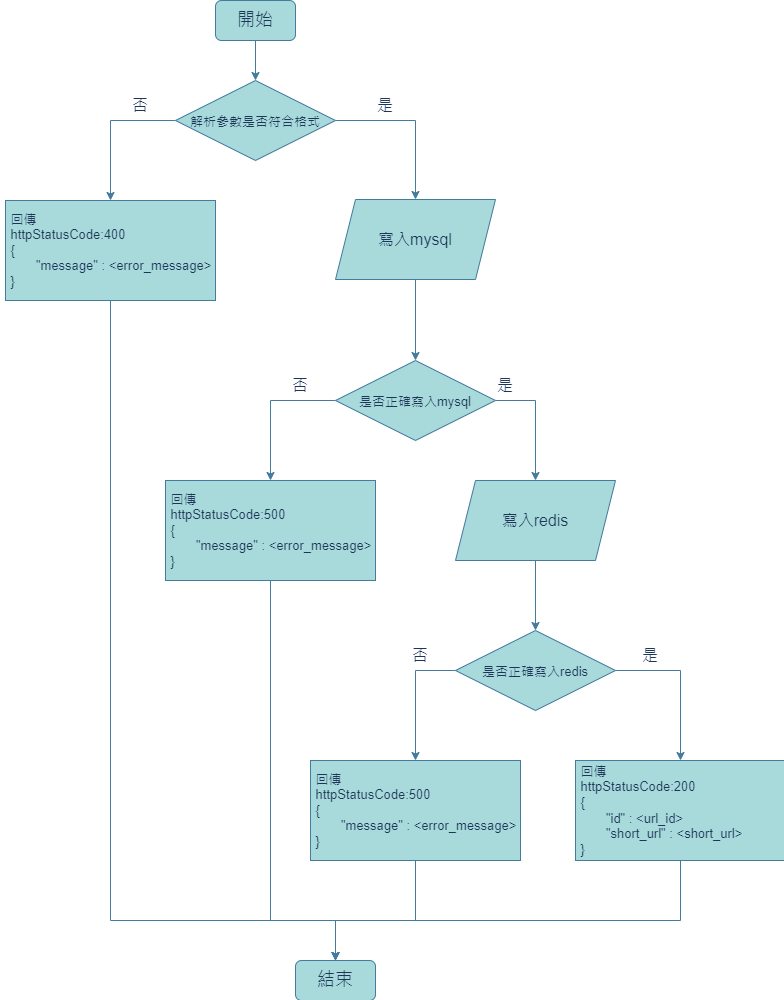 開始
否
是
解析參數是否符合格式
回傳
httpStatusCode:400
{
"message" : <error_message>
}
寫入mysql
否
是
是否正確寫入mysql
回傳
httpStatusCode:500
{
"message" : <error_message>
}
寫入redis
否
是
是否正確寫入redis
回傳
httpStatusCode:500
{
"message" : <error_message>
}
回傳
httpStatusCode:200
{
"id" : <url_id>
"short_url" : <short_url>
}
結束